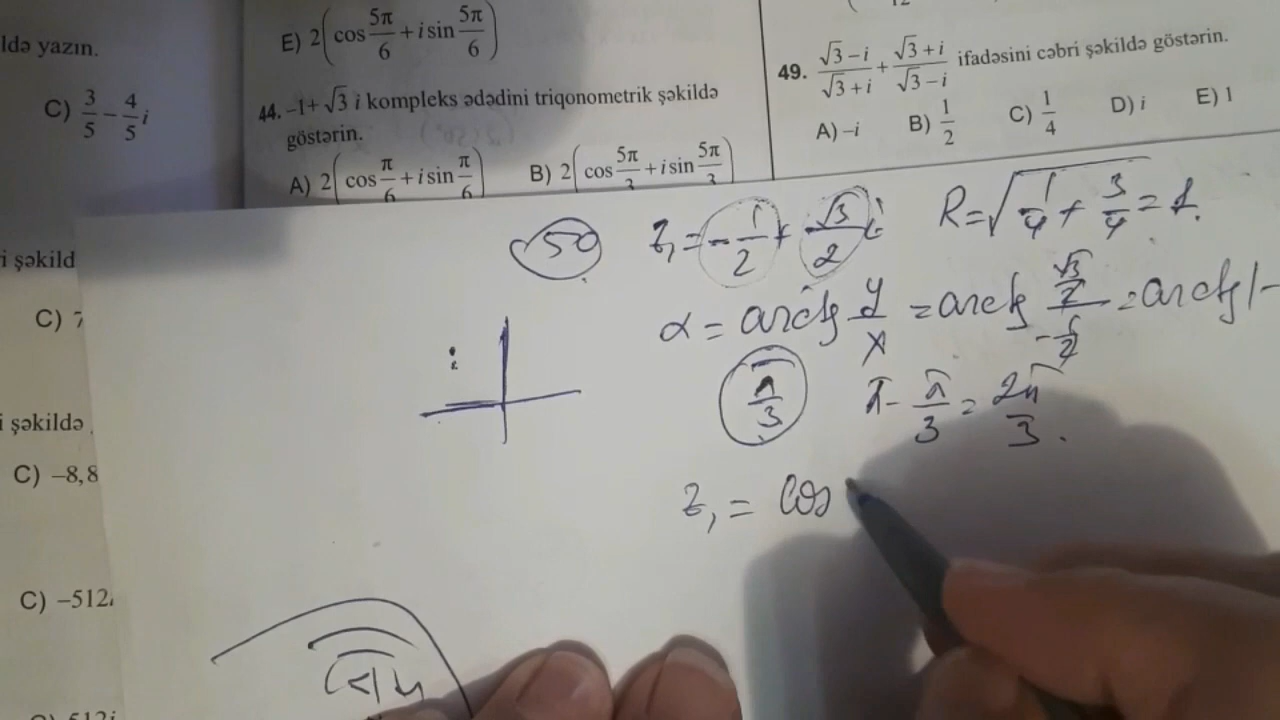 ldə yazın.
C) 3/5 − 4/5 i
i şəkild
C) 7
i şəkildə
C) −8,8
C) −512
E) 2(cos 5π/6 + i sin 5π/6)
44. −1+ √3 i kompleks ədədini triqonometrik şəkildə
göstərin.
A) 2(cos π/6 + i sin π/6)   B) 2(cos 5π/3 + i sin 5π/3)
49. (√3 − i)/(√3 + i) + (√3 + i)/(√3 − i) ifadəsini cəbri şəkildə göstərin.
A) −i   B) 1/2   C) 1/4   D) i   E) 1
50   z₁ = −1/2 + √3/2 i   R = √(1/4 + 3/4) = 1.
α = arctg y/x = arctg (√3/2)/(−1/2) = arctg |−
π/3   π − π/3 = 2π/3.
z₁ = cos